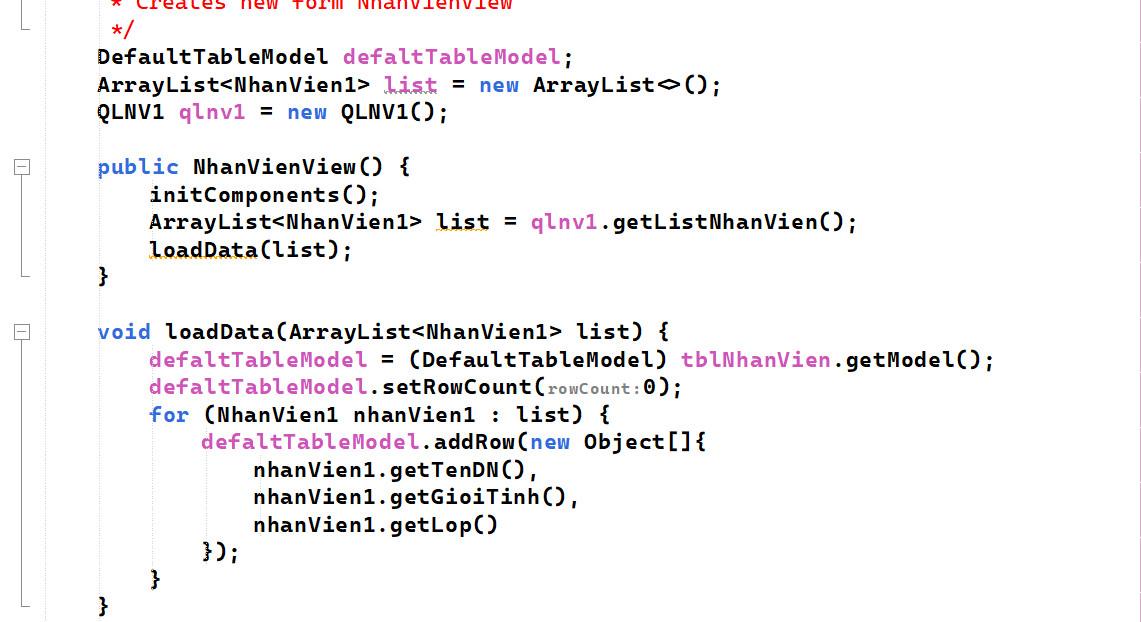 * Creates new form NhanVienView
*/
DefaultTableModel defaltTableModel;
ArrayList<NhanVien1> list = new ArrayList<>();
QLNV1 qlnv1 = new QLNV1();
public NhanVienView() {
initComponents();
ArrayList<NhanVien1> list = qlnv1.getListNhanVien();
loadData(list);
}
void loadData(ArrayList<NhanVien1> list) {
defaltTableModel = (DefaultTableModel) tblNhanVien.getModel();
defaltTableModel.setRowCount(rowCount:0);
for (NhanVien1 nhanVien1 : list) {
defaltTableModel.addRow(new Object[]{
nhanVien1.getTenDN(),
nhanVien1.getGioiTinh(),
nhanVien1.getLop()
});
}
}